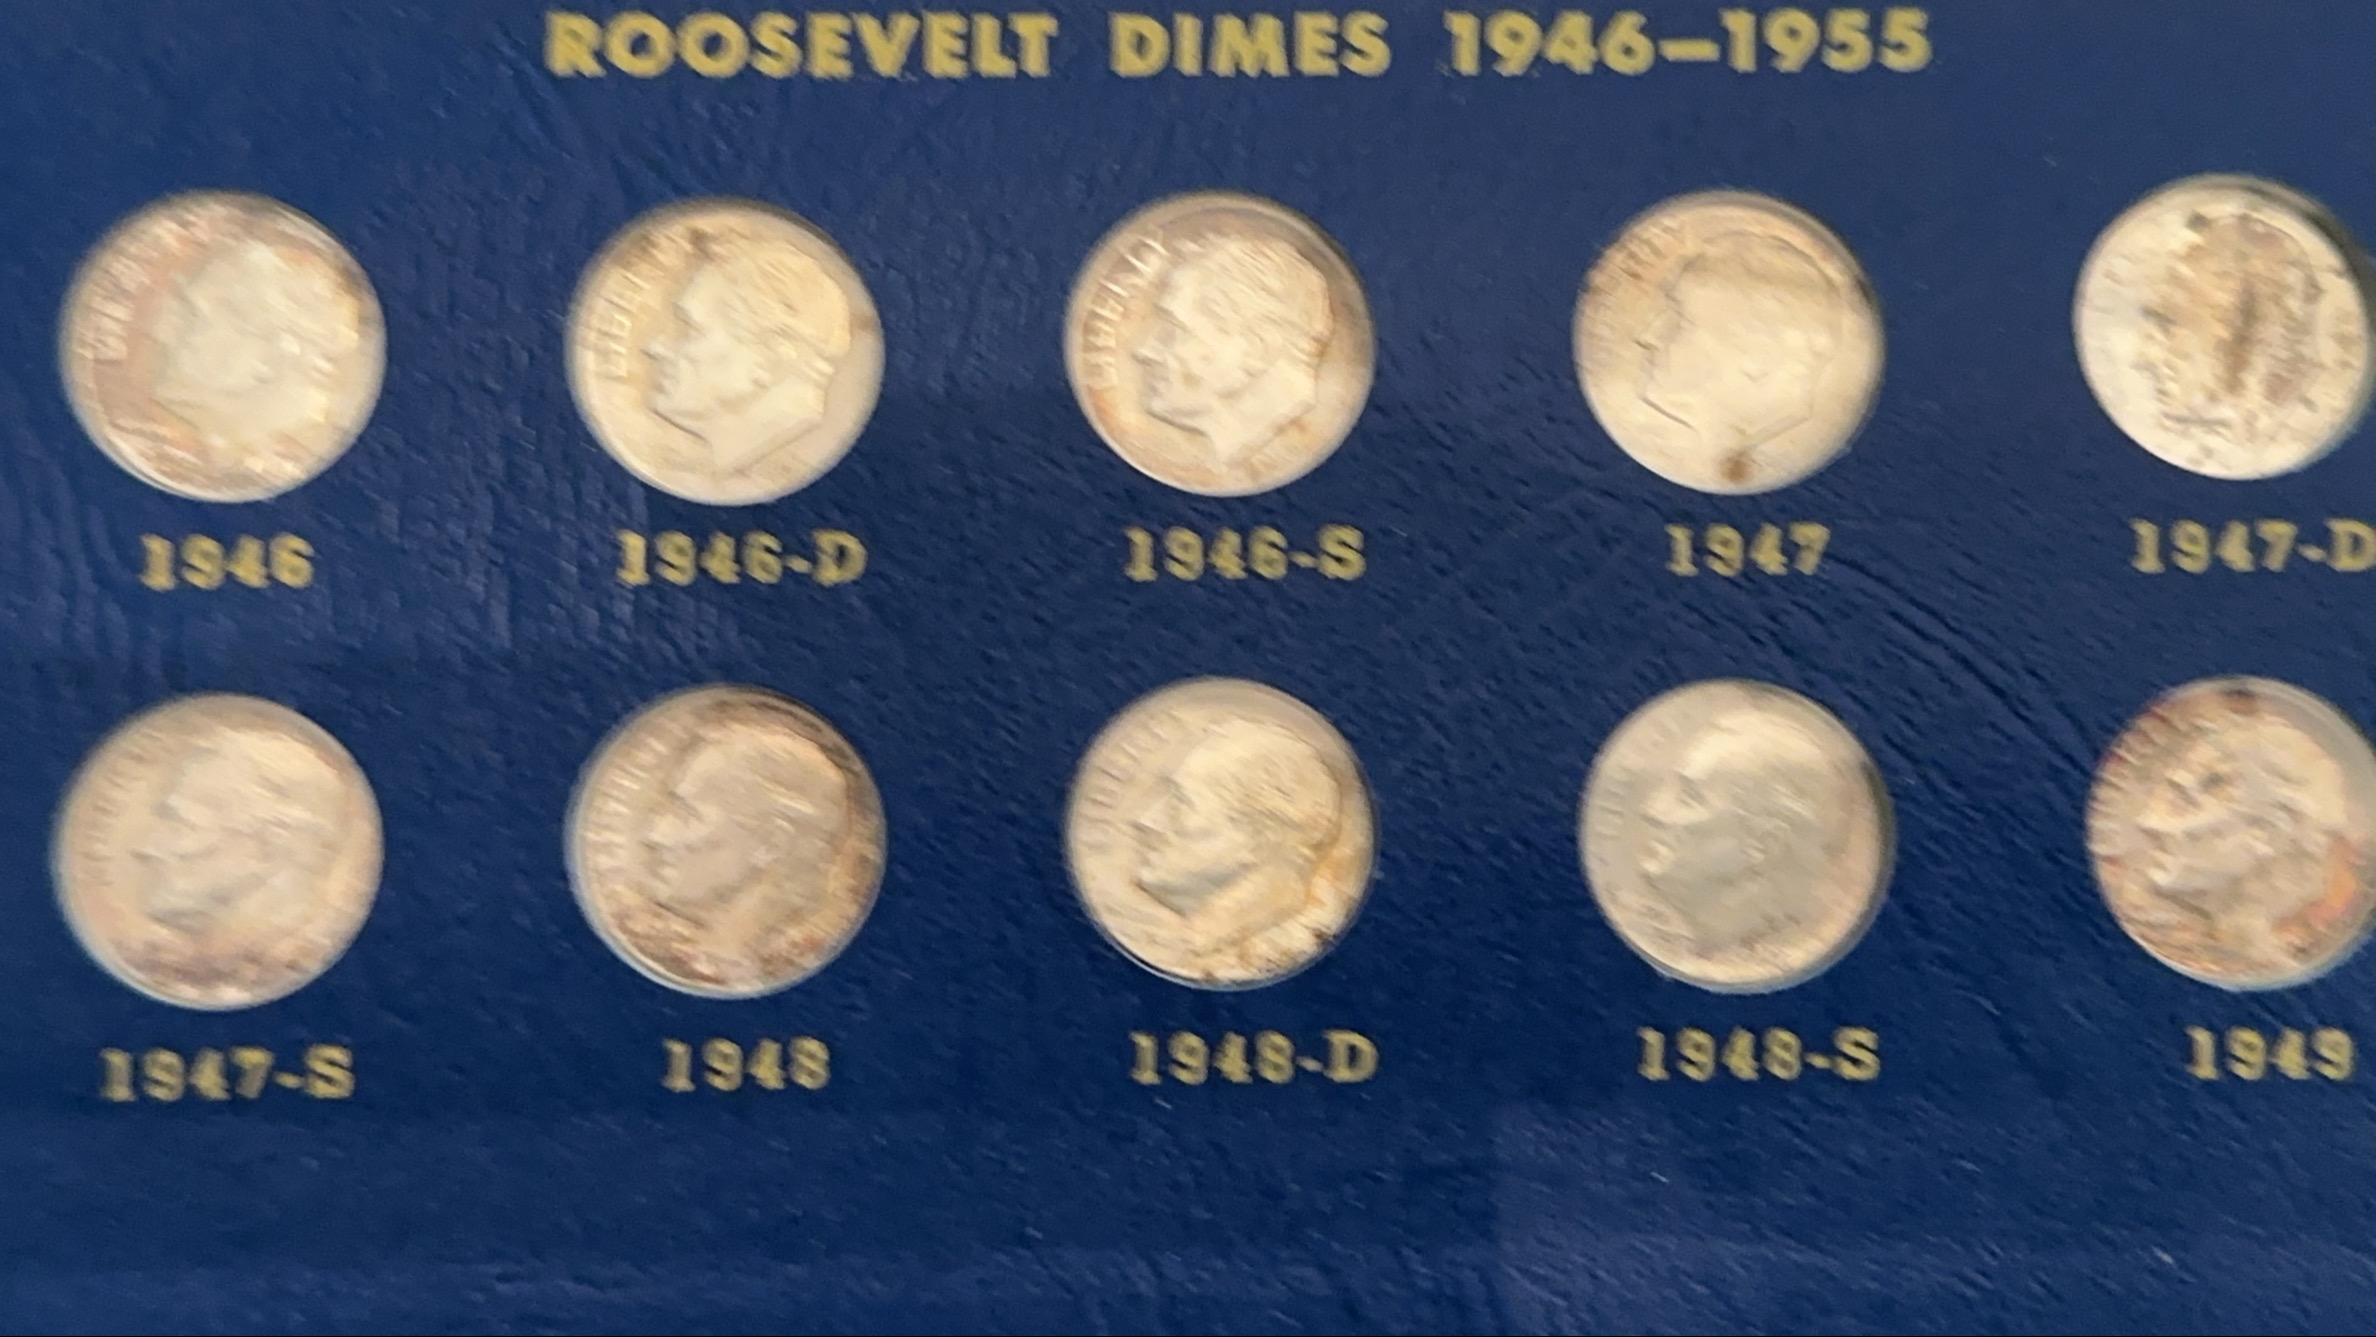 ROOSEVELT DIMES 1946–1955
1946 1946-D 1946-S 1947 1947-D
1947-S 1948 1948-D 1948-S 1949